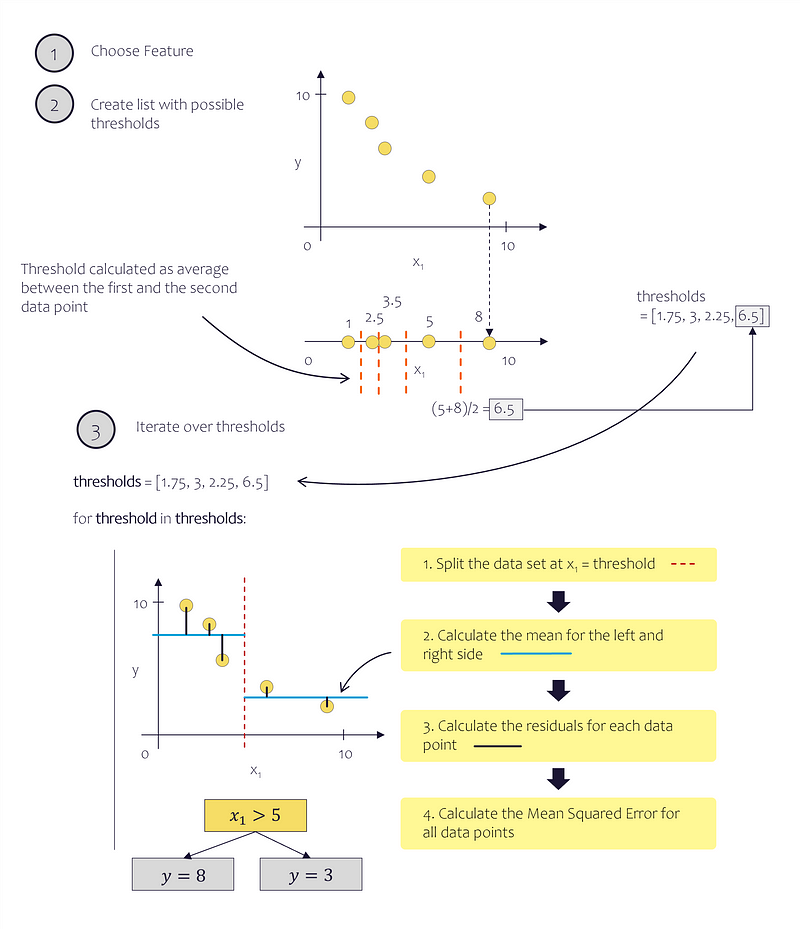 1
Choose Feature
2
Create list with possible
thresholds
10
y
0
10
x₁
Threshold calculated as average
between the first and the second
data point
3.5
1
2.5
5
8
0
10
x₁
thresholds
= [1.75, 3, 2.25, 6.5]
(5+8)/2 = 6.5
3
Iterate over thresholds
thresholds = [1.75, 3, 2.25, 6.5]
for threshold in thresholds:
10
y
0
10
x₁
1. Split the data set at x₁ = threshold
2. Calculate the mean for the left and
right side
3. Calculate the residuals for each data
point
4. Calculate the Mean Squared Error for
all data points
x₁ > 5
y = 8
y = 3